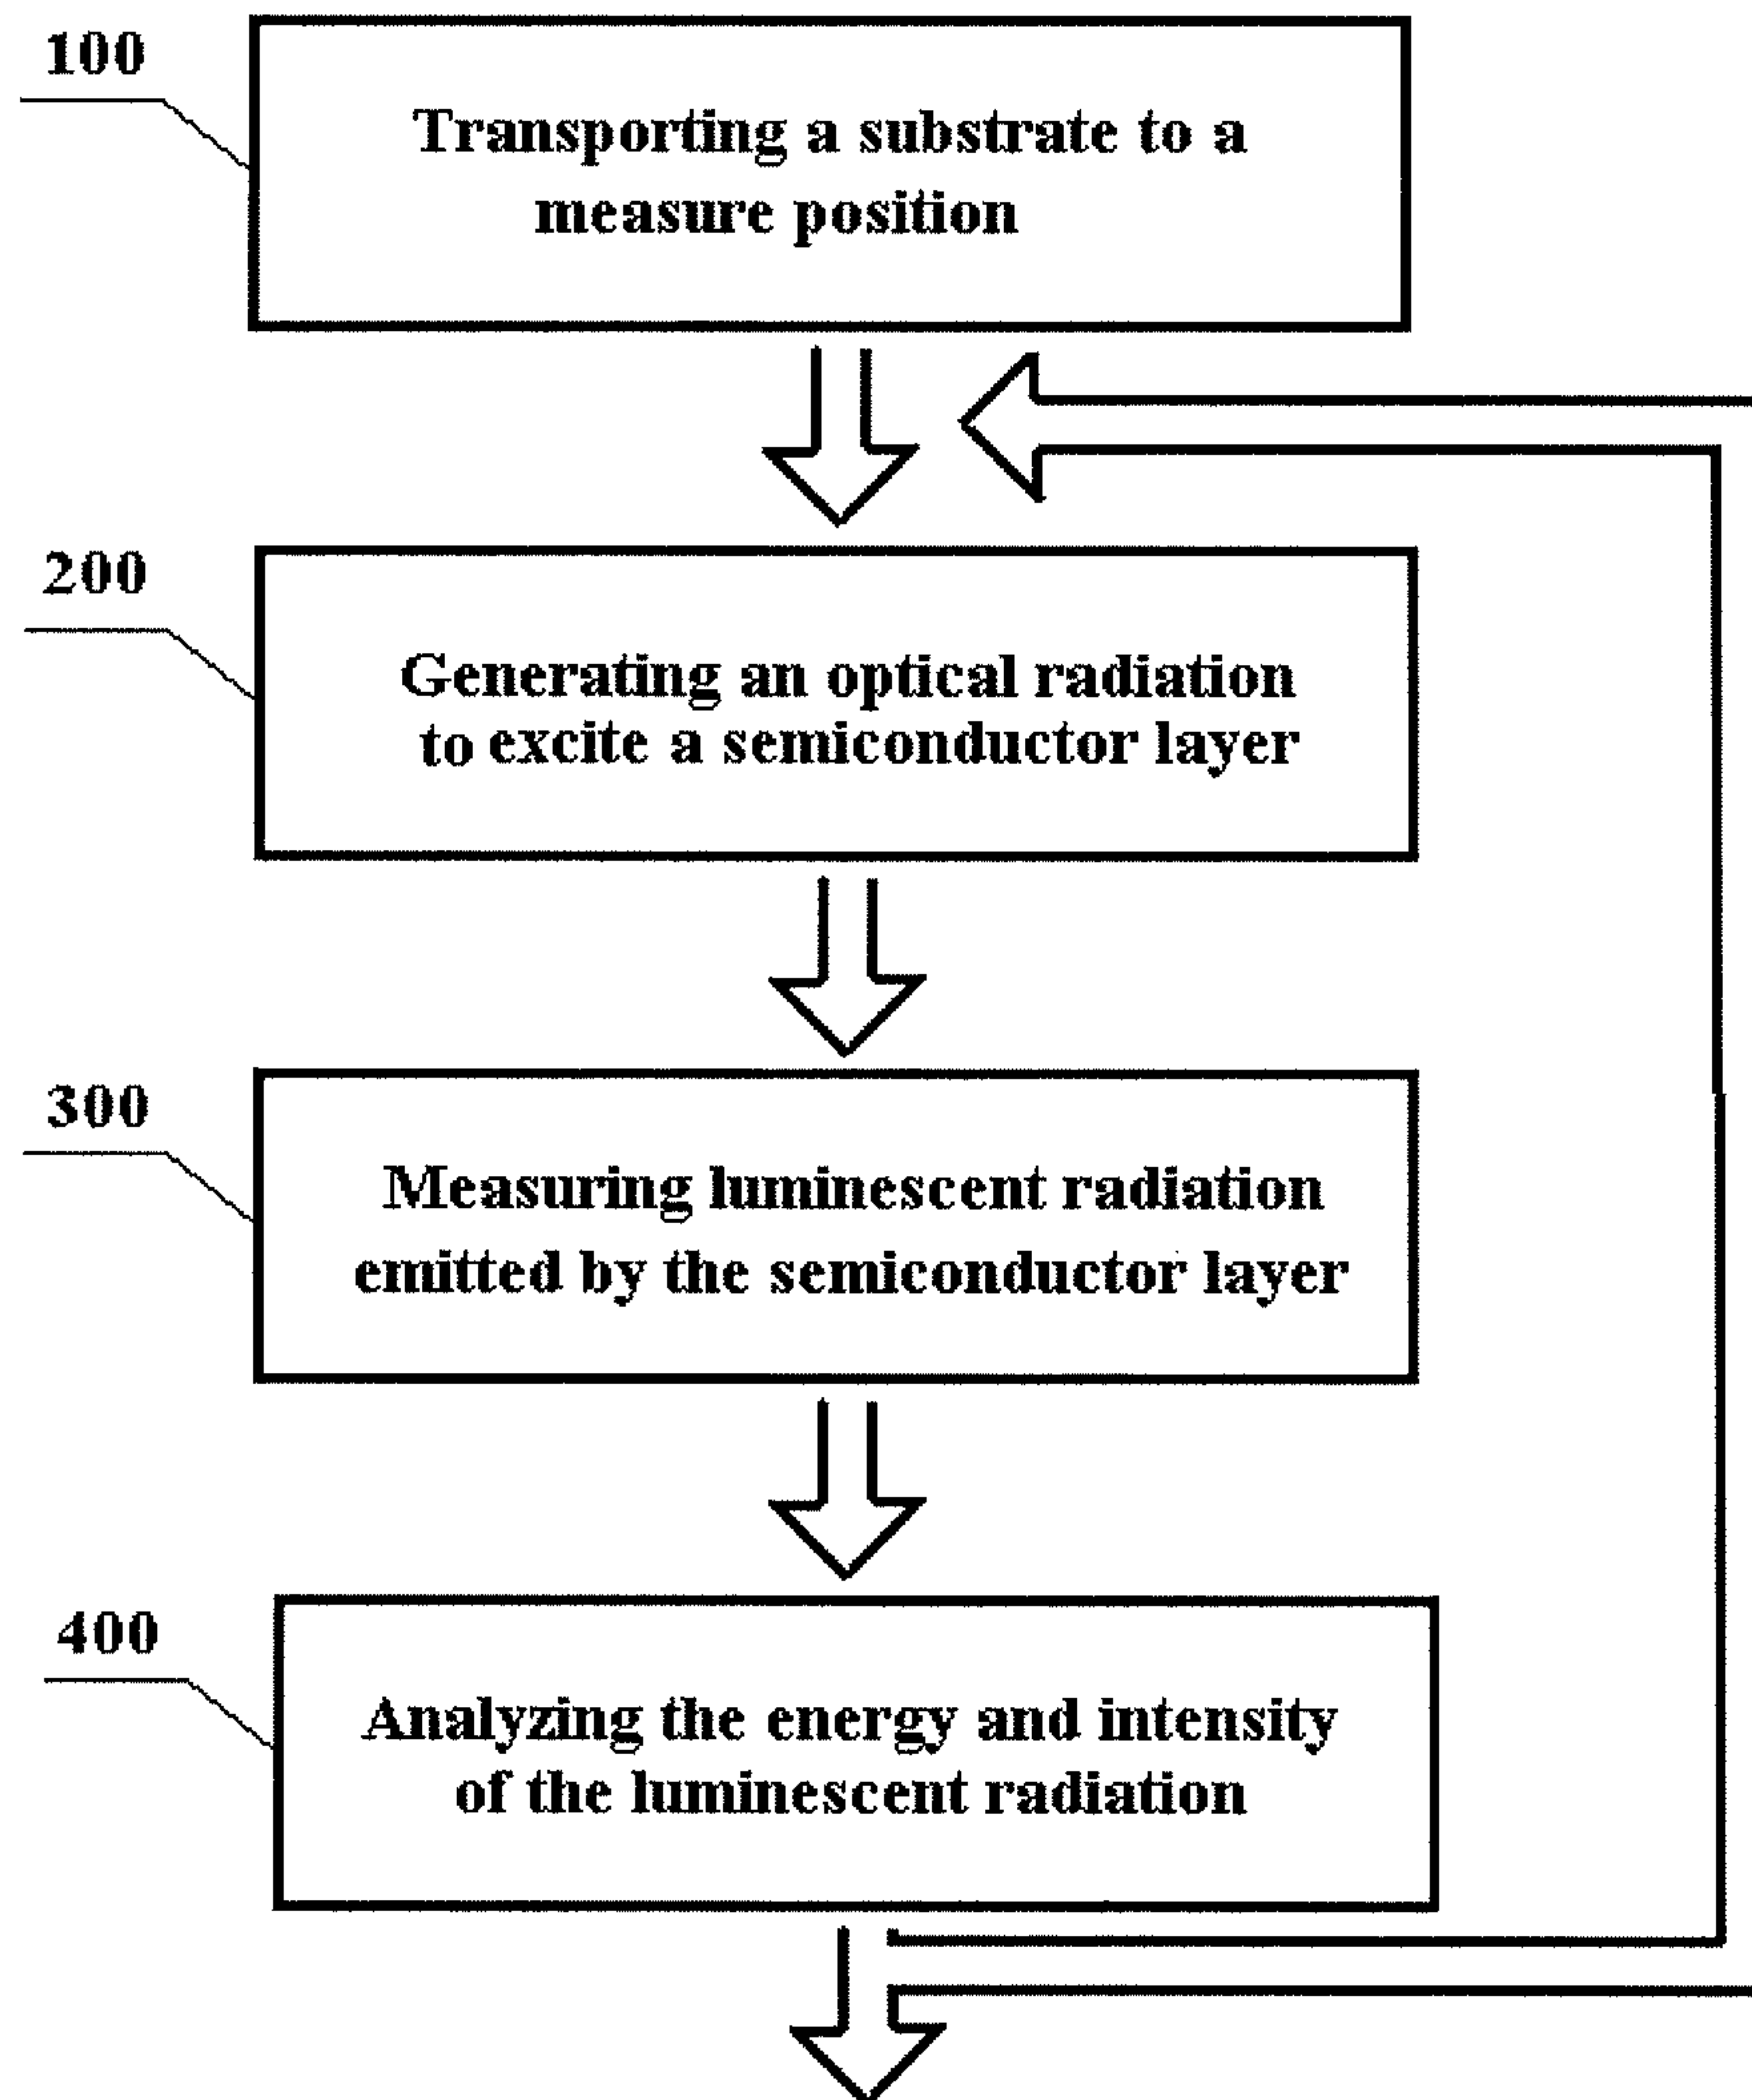 100
Transporting a substrate to a
measure position
200
Generating an optical radiation
to excite a semiconductor layer
300
Measuring luminescent radiation
emitted by the semiconductor layer
400
Analyzing the energy and intensity
of the luminescent radiation